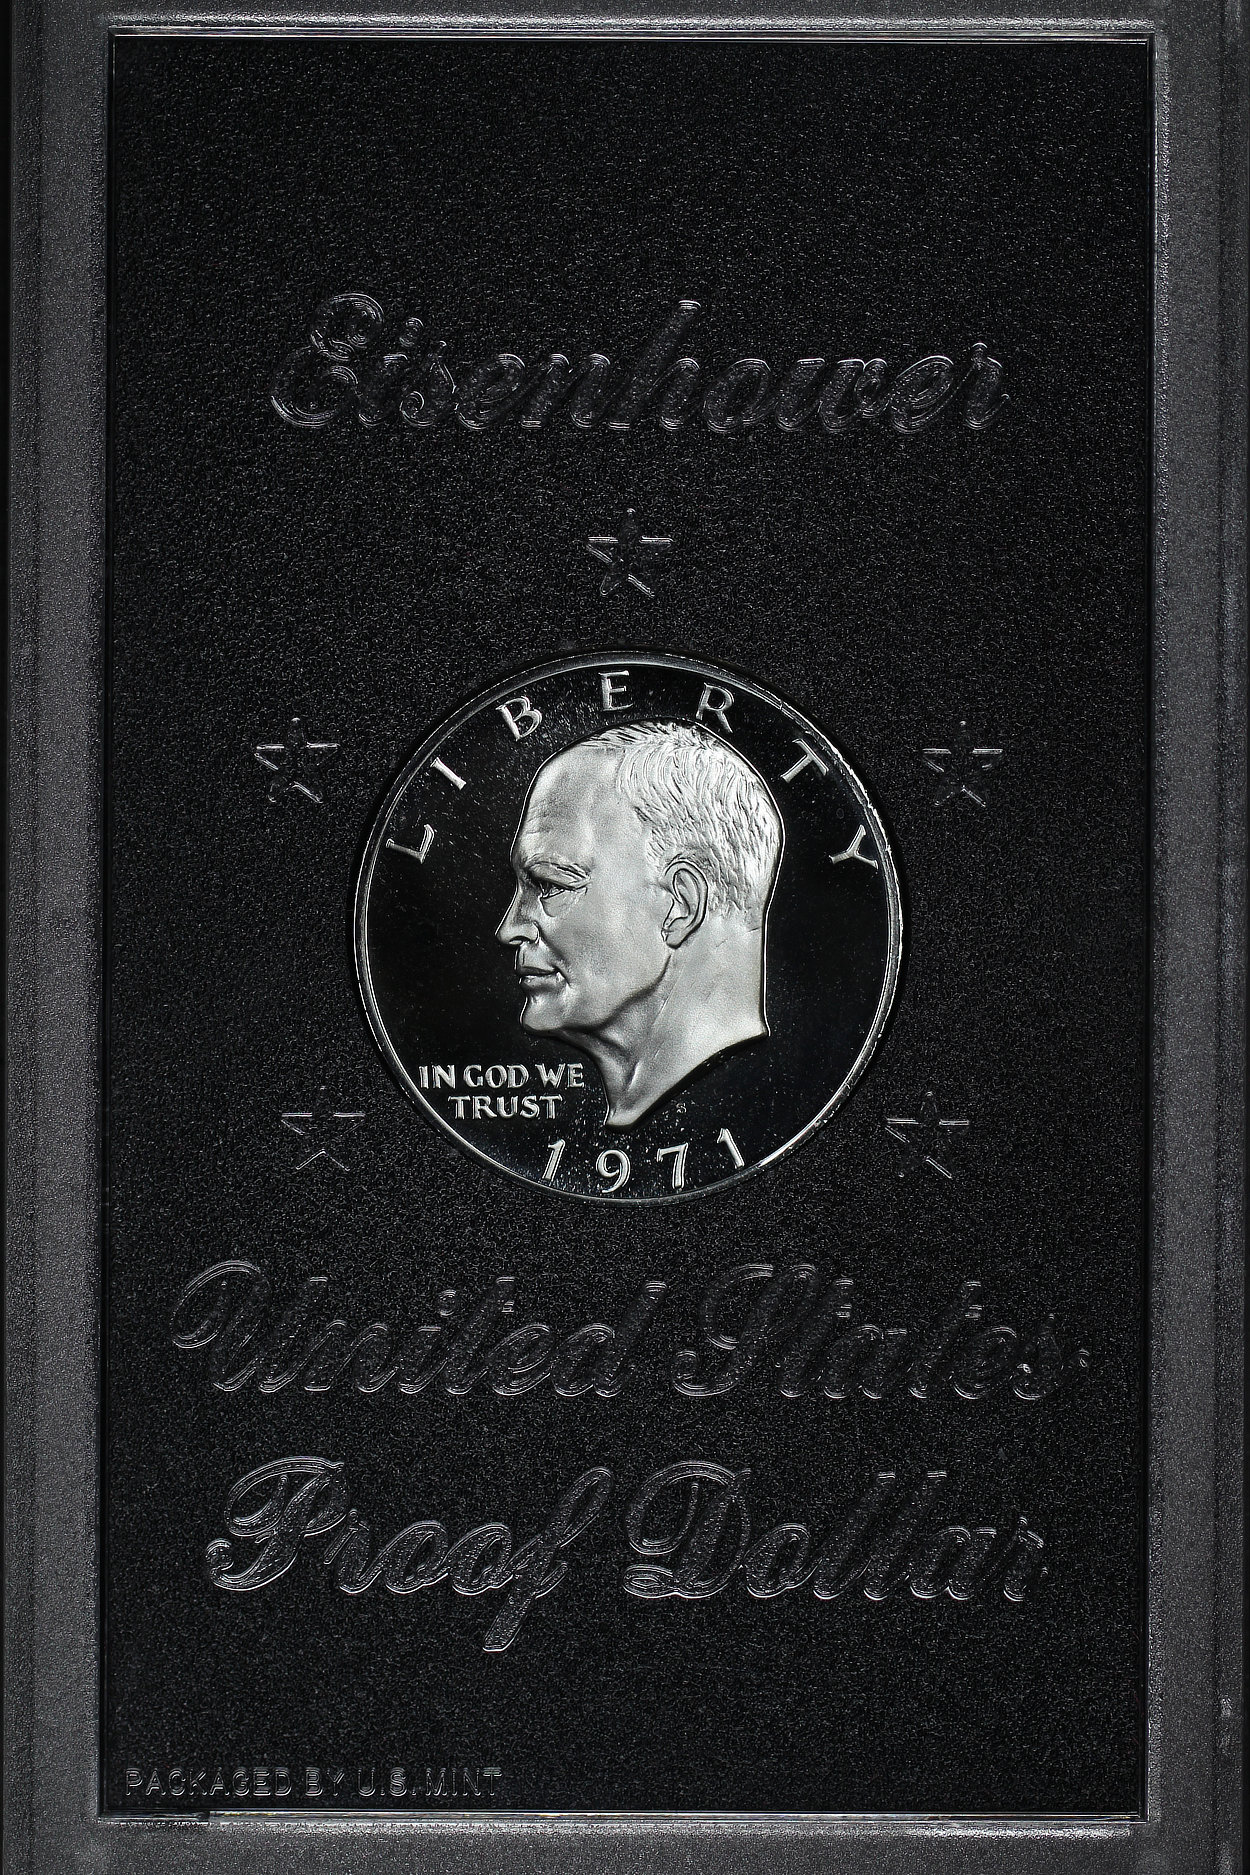 Eisenhower
LIBERTY
IN GOD WE
TRUST
S
1971
United States
Proof Dollar
PACKAGED BY U.S. MINT